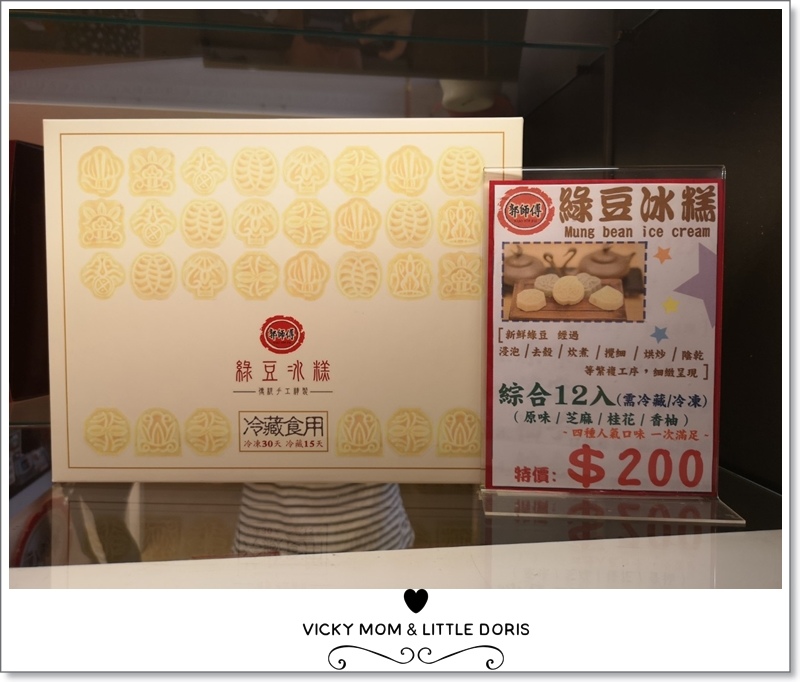 郭師傅
綠豆冰糕
傳統手工研製
冷藏食用
冷凍30天 冷藏15天
郭師傅
綠豆冰糕
Mung bean ice cream
[新鮮綠豆 經過
浸泡/去殼/炊煮/攪細/烘炒/陰乾
等繁複工序,細緻呈現]
綜合12入(需冷藏/冷凍)
(原味/芝麻/桂花/香柚)
-四種人氣口味 一次滿足-
特價:$200
VICKY MOM & LITTLE DORIS